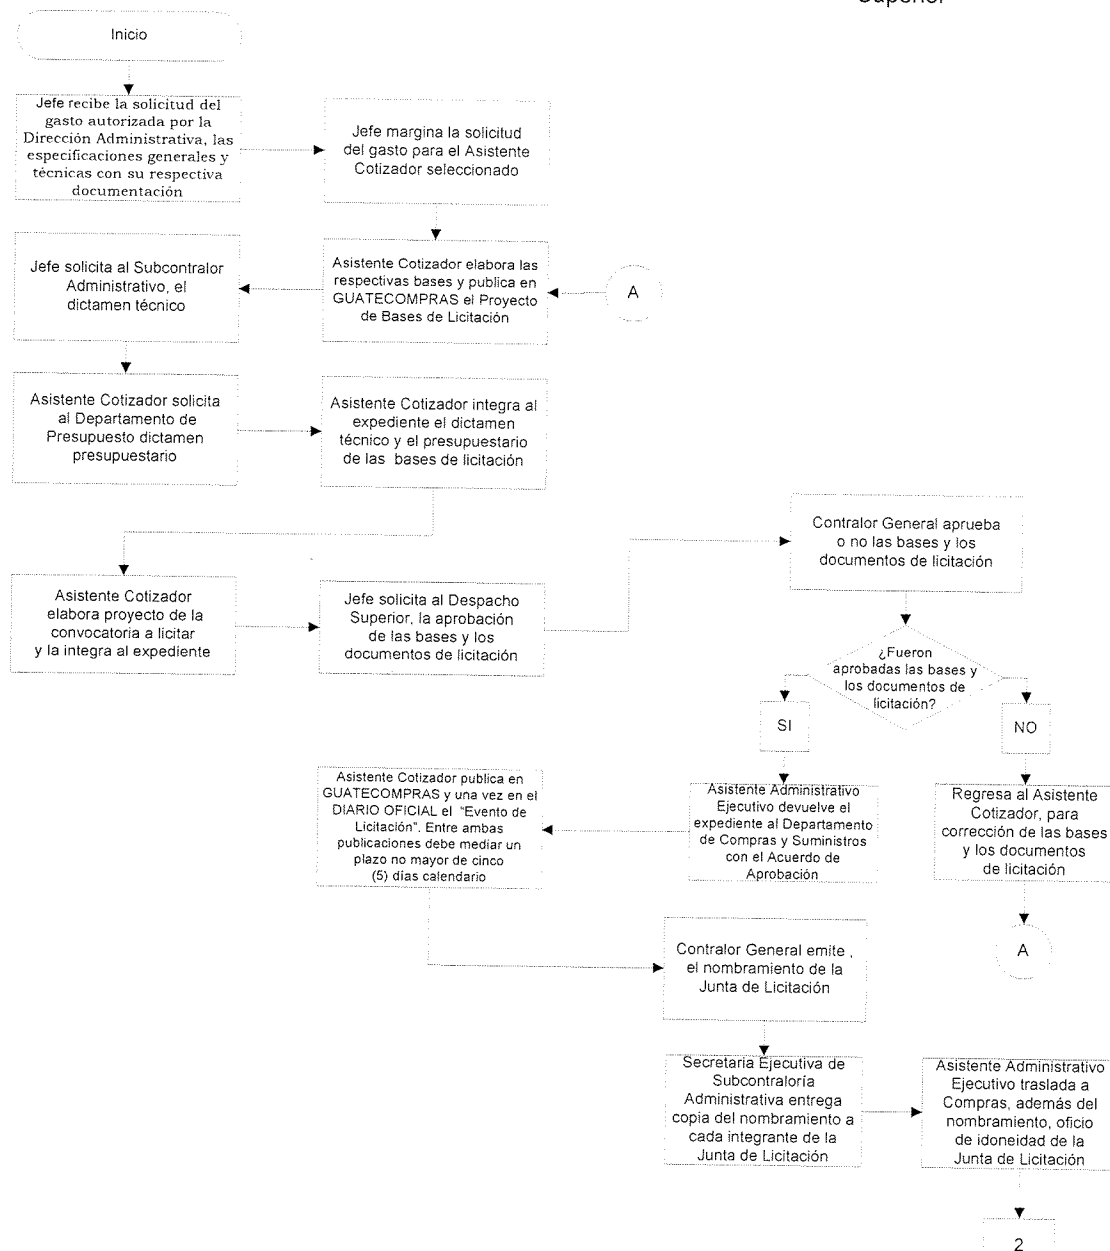 Superior
Inicio
Jefe recibe la solicitud del
gasto autorizada por la
Dirección Administrativa, las
especificaciones generales y
técnicas con su respectiva
documentación
Jefe margina la solicitud
del gasto para el Asistente
Cotizador seleccionado
Jefe solicita al Subcontralor
Administrativo, el
dictamen técnico
Asistente Cotizador elabora las
respectivas bases y publica en
GUATECOMPRAS el Proyecto
de Bases de Licitación
A
Asistente Cotizador solicita
al Departamento de
Presupuesto dictamen
presupuestario
Asistente Cotizador integra al
expediente el dictamen
técnico y el presupuestario
de las bases de licitación
Asistente Cotizador
elabora proyecto de la
convocatoria a licitar
y la integra al expediente
Jefe solicita al Despacho
Superior, la aprobación
de las bases y los
documentos de licitación
Contralor General aprueba
o no las bases y los
documentos de licitación
¿Fueron
aprobadas las bases y
los documentos de
licitación?
SI
NO
Asistente Cotizador publica en
GUATECOMPRAS y una vez en el
DIARIO OFICIAL el "Evento de
Licitación". Entre ambas
publicaciones debe mediar un
plazo no mayor de cinco
(5) días calendario
Asistente Administrativo
Ejecutivo devuelve el
expediente al Departamento
de Compras y Suministros
con el Acuerdo de
Aprobación
Regresa al Asistente
Cotizador, para
corrección de las bases
y los documentos
de licitación
A
Contralor General emite ,
el nombramiento de la
Junta de Licitación
Secretaria Ejecutiva de
Subcontraloría
Administrativa entrega
copia del nombramiento a
cada integrante de la
Junta de Licitación
Asistente Administrativo
Ejecutivo traslada a
Compras, además del
nombramiento, oficio
de idoneidad de la
Junta de Licitación
2